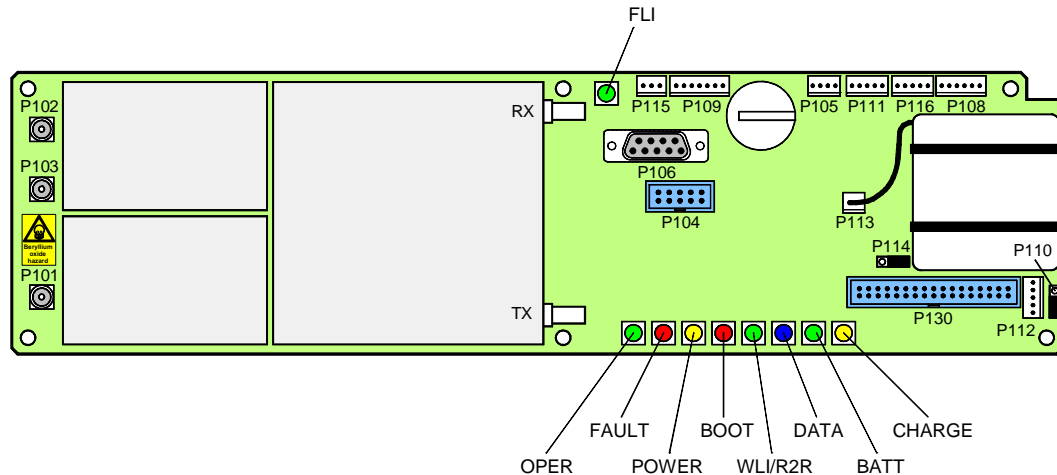 FLI
P102
RX
P115
P109
P105
P111
P116
P108
P103
P106
P104
P113
Beryllium
oxide
hazard
P114
P110
P101
TX
P130
P112
FAULT
BOOT
DATA
CHARGE
OPER
POWER
WLI/R2R
BATT